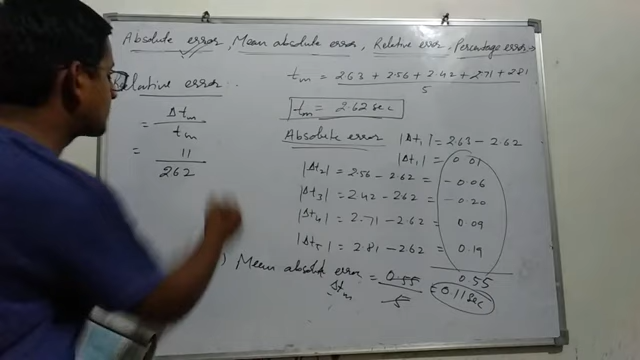 Absolute error, Mean absolute error, Relative error, Percentage error →
Relative error :-
= Δtm / tm
= 11 / 262
tm = 2.63 + 2.56 + 2.42 + 2.71 + 2.81 / 5
tm = 2.62 sec
Absolute error
|Δt1| = 2.63 - 2.62
|Δt1| = 0.01
|Δt2| = 2.56 - 2.62 = -0.06
|Δt3| = 2.42 - 2.62 = -0.20
|Δt4| = 2.71 - 2.62 = 0.09
|Δt5| = 2.81 - 2.62 = 0.19
0.55
) Mean absolute error = 0.55 / 5 = 0.11 sec
Δtm